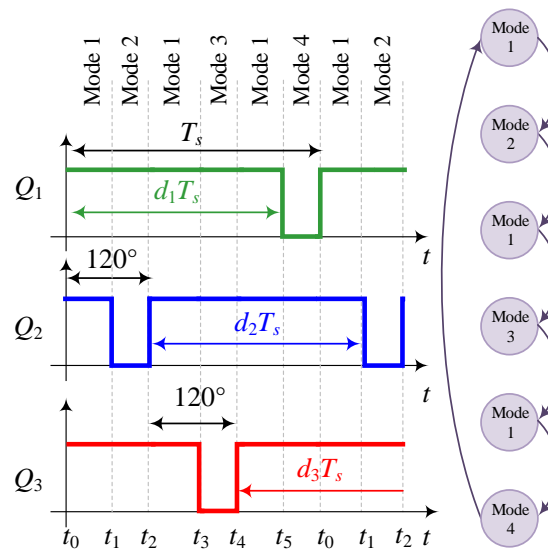 Mode 1
Mode 2
Mode 1
Mode 3
Mode 1
Mode 4
Mode 1
Mode 2
T_s
Q_1
d_1T_s
t
120°
Q_2
d_2T_s
t
120°
Q_3
d_3T_s
t_0 t_1 t_2 t_3 t_4 t_5 t_0 t_1 t_2 t
Mode
1
Mode
2
Mode
1
Mode
3
Mode
1
Mode
4